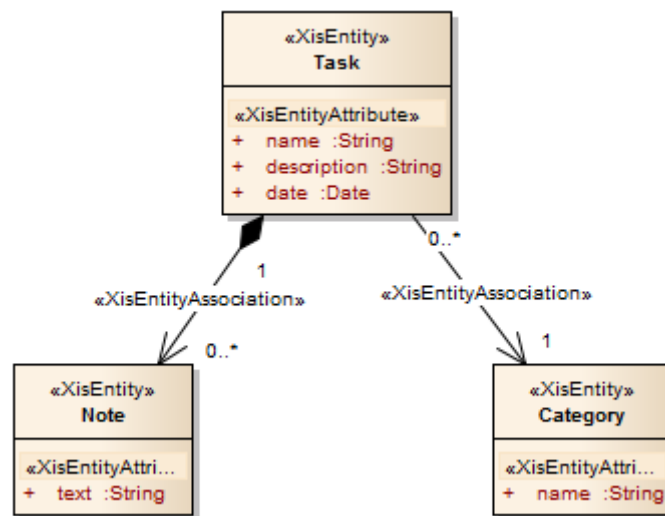 «XisEntity»
Task
«XisEntityAttribute»
+ name :String
+ description :String
+ date :Date
1
0..*
«XisEntityAssociation»
«XisEntityAssociation»
0..*
1
«XisEntity»
Note
«XisEntityAttri...
+ text :String
«XisEntity»
Category
«XisEntityAttri...
+ name :String